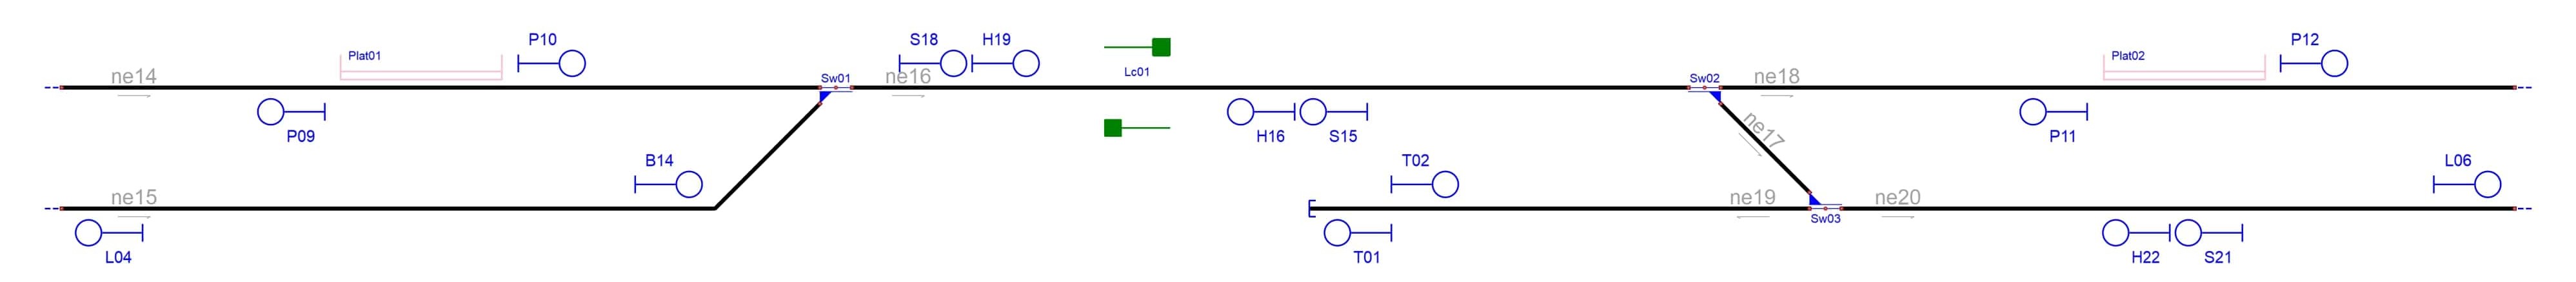 P10
S18
H19
P12
Plat01
Lc01
Plat02
ne14
Sw01
ne16
Sw02
ne18
P09
H16
S15
P11
ne17
B14
T02
L06
ne15
ne19
Sw03
ne20
L04
T01
H22
S21